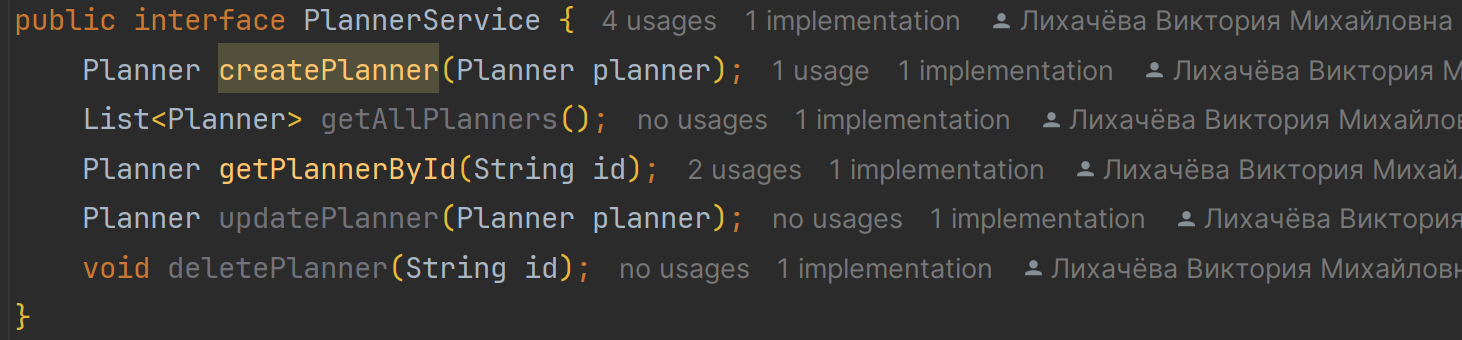 public interface PlannerService { 4 usages 1 implementation Лихачёва Виктория Михайловна
Planner createPlanner(Planner planner); 1 usage 1 implementation Лихачёва Виктория М
List<Planner> getAllPlanners(); no usages 1 implementation Лихачёва Виктория Михайлов
Planner getPlannerById(String id); 2 usages 1 implementation Лихачёва Виктория Михай
Planner updatePlanner(Planner planner); no usages 1 implementation Лихачёва Виктория
void deletePlanner(String id); no usages 1 implementation Лихачёва Виктория Михайловн
}